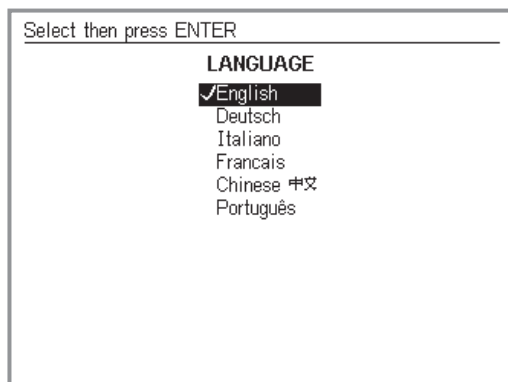 Select then press ENTER
LANGUAGE
✓English
Deutsch
Italiano
Francais
Chinese 中文
Português